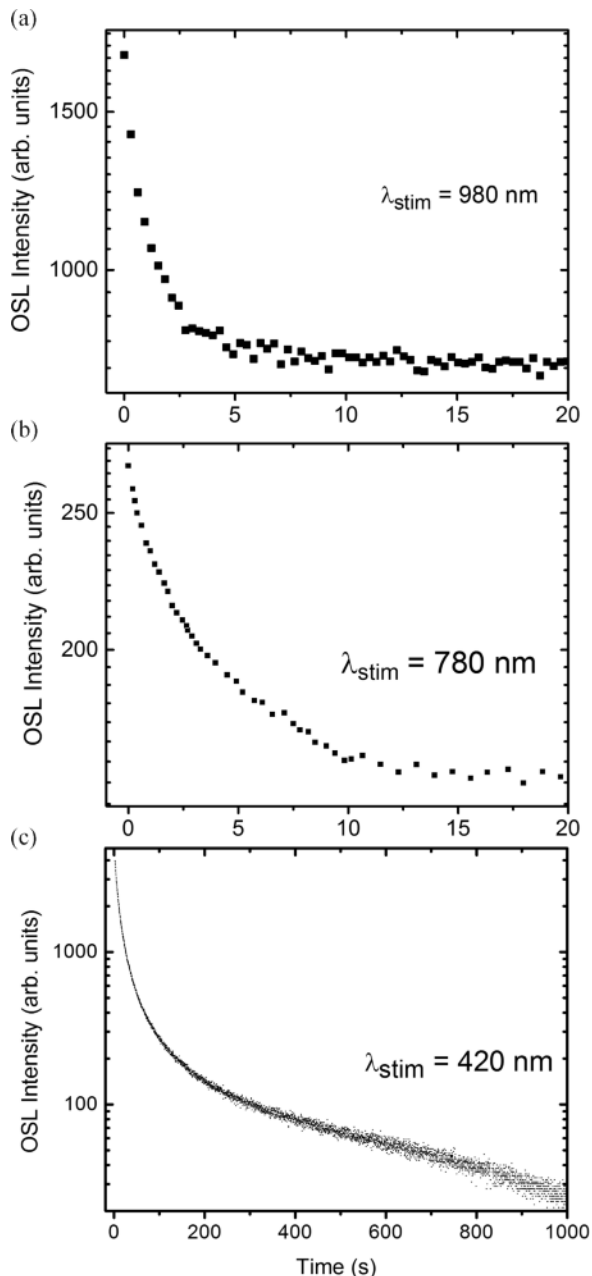 (a)
OSL Intensity (arb. units)
1500
1000
λstim = 980 nm
0 5 10 15 20
(b)
OSL Intensity (arb. units)
250
200
λstim = 780 nm
0 5 10 15 20
(c)
OSL Intensity (arb. units)
1000
100
λstim = 420 nm
0 200 400 600 800 1000
Time (s)